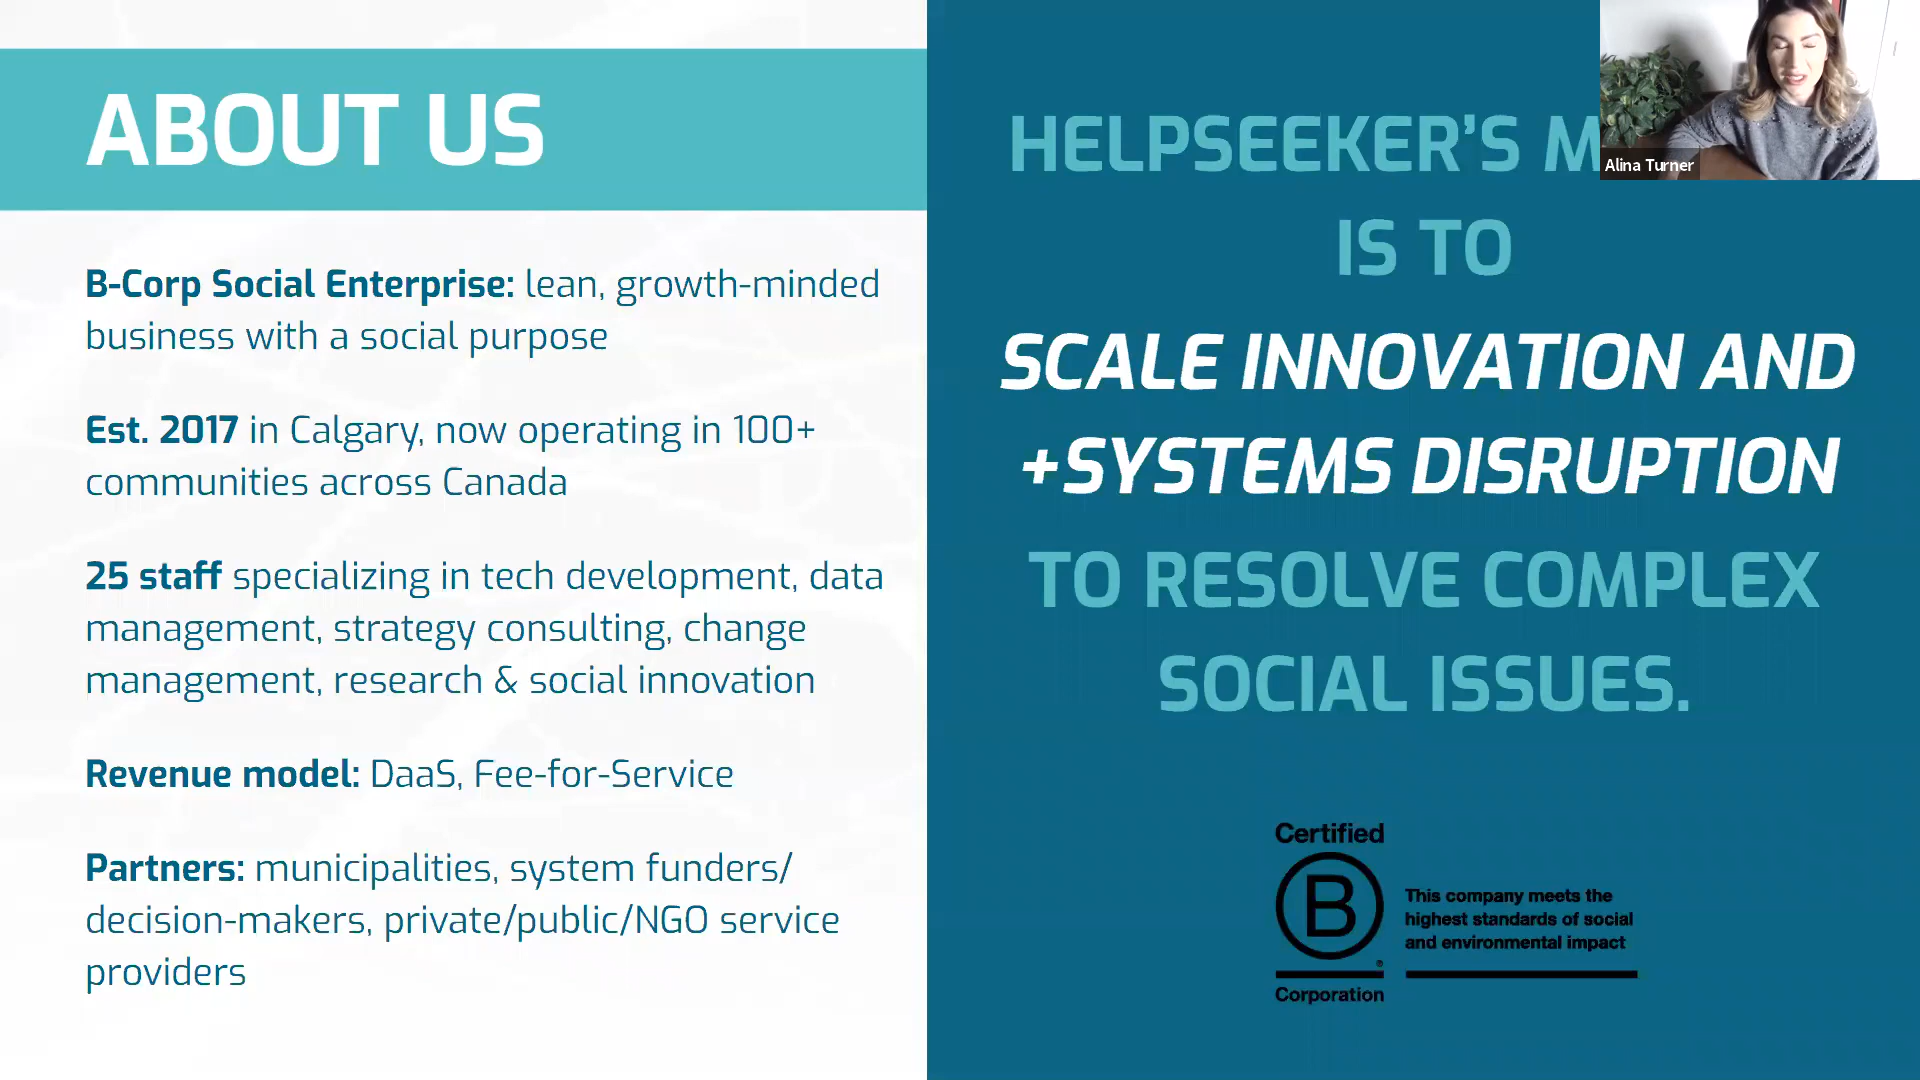 ABOUT US
B-Corp Social Enterprise: lean, growth-minded
business with a social purpose
Est. 2017 in Calgary, now operating in 100+
communities across Canada
25 staff specializing in tech development, data
management, strategy consulting, change
management, research & social innovation
Revenue model: DaaS, Fee-for-Service
Partners: municipalities, system funders/
decision-makers, private/public/NGO service
providers
HELPSEEKER'S
IS TO
SCALE INNOVATION AND
+SYSTEMS DISRUPTION
TO RESOLVE COMPLEX
SOCIAL ISSUES.
Certified
B
®
Corporation
This company meets the
highest standards of social
and environmental impact
Alina Turner